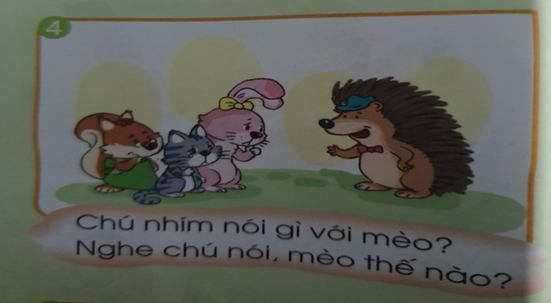 4
Chú nhím nói gì với mèo?
Nghe chú nói, mèo thế nào?